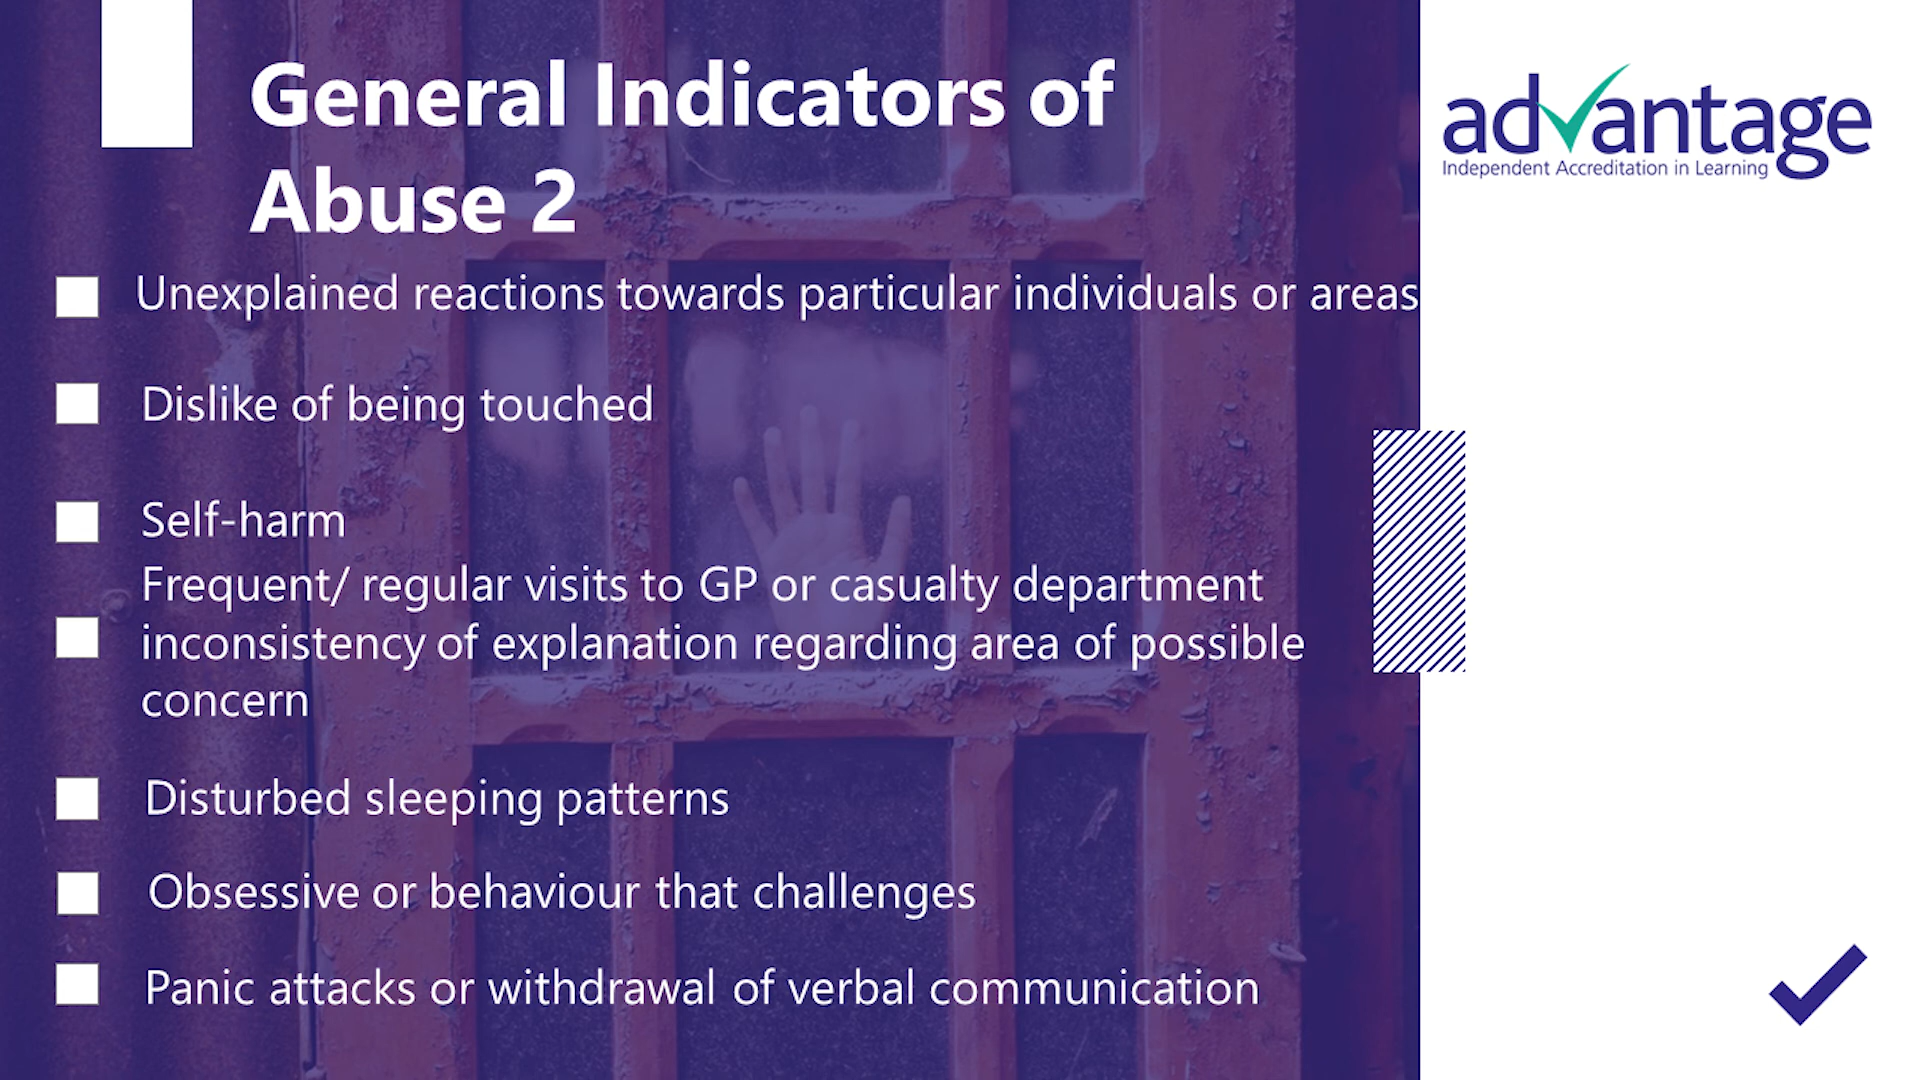 General Indicators of
Abuse 2
advantage
Independent Accreditation in Learning
Unexplained reactions towards particular individuals or areas
Dislike of being touched
Self-harm
Frequent/ regular visits to GP or casualty department
inconsistency of explanation regarding area of possible
concern
Disturbed sleeping patterns
Obsessive or behaviour that challenges
Panic attacks or withdrawal of verbal communication